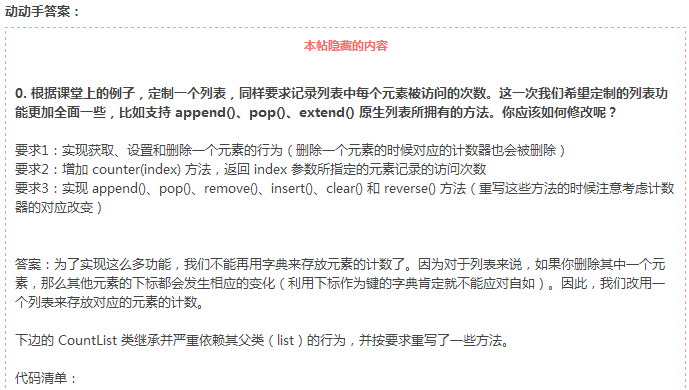 动动手答案：
本帖隐藏的内容
0. 根据课堂上的例子，定制一个列表，同样要求记录列表中每个元素被访问的次数。这一次我们希望定制的列表功
能更加全面一些，比如支持 append()、pop()、extend() 原生列表所拥有的方法。你应该如何修改呢？
要求1：实现获取、设置和删除一个元素的行为（删除一个元素的时候对应的计数器也会被删除）
要求2：增加 counter(index) 方法，返回 index 参数所指定的元素记录的访问次数
要求3：实现 append()、pop()、remove()、insert()、clear() 和 reverse() 方法（重写这些方法的时候注意考虑计数
器的对应改变）
答案：为了实现这么多功能，我们不能再用字典来存放元素的计数了。因为对于列表来说，如果你删除其中一个元
素，那么其他元素的下标都会发生相应的变化（利用下标作为键的字典肯定就不能应对自如）。因此，我们改用一
个列表来存放对应的元素的计数。
下边的 CountList 类继承并严重依赖其父类（list）的行为，并按要求重写了一些方法。
代码清单：